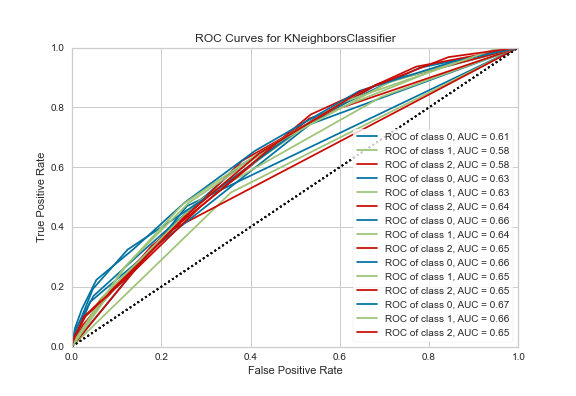 ROC Curves for KNeighborsClassifier
True Positive Rate
1.0
0.8
0.6
0.4
0.2
0.0
ROC of class 0, AUC = 0.61
ROC of class 1, AUC = 0.58
ROC of class 2, AUC = 0.58
ROC of class 0, AUC = 0.63
ROC of class 1, AUC = 0.63
ROC of class 2, AUC = 0.64
ROC of class 0, AUC = 0.66
ROC of class 1, AUC = 0.64
ROC of class 2, AUC = 0.65
ROC of class 0, AUC = 0.66
ROC of class 1, AUC = 0.65
ROC of class 2, AUC = 0.65
ROC of class 0, AUC = 0.67
ROC of class 1, AUC = 0.66
ROC of class 2, AUC = 0.65
0.0 0.2 0.4 0.6 0.8 1.0
False Positive Rate